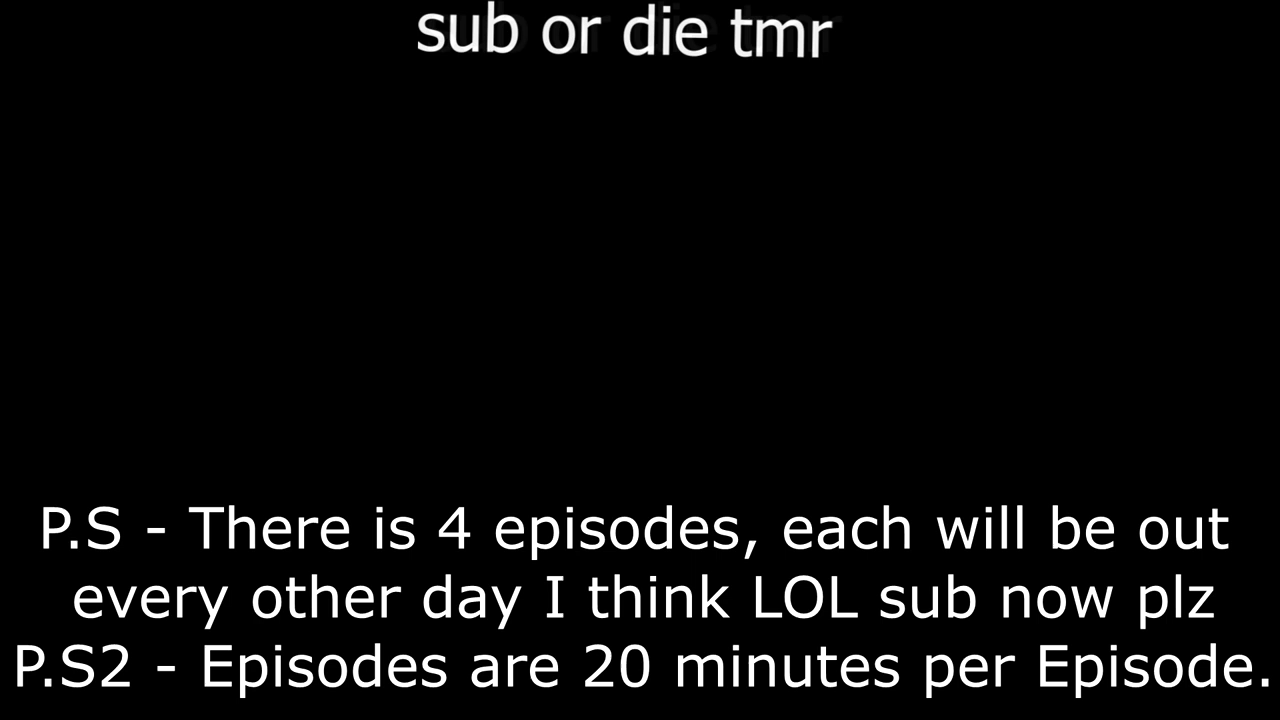 sub or die tmr
P.S - There is 4 episodes, each will be out
every other day I think LOL sub now plz
P.S2 - Episodes are 20 minutes per Episode.